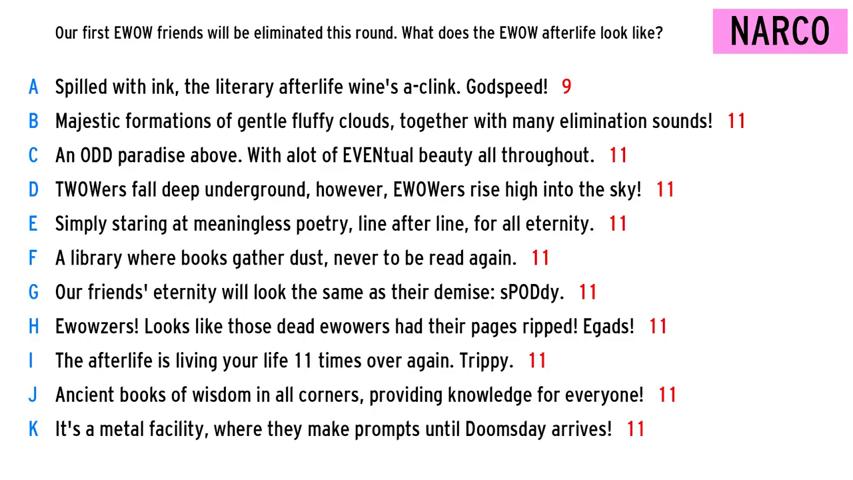 Our first EWOW friends will be eliminated this round. What does the EWOW afterlife look like?
NARCO
A Spilled with ink, the literary afterlife wine's a-clink. Godspeed! 9
B Majestic formations of gentle fluffy clouds, together with many elimination sounds! 11
C An ODD paradise above. With alot of EVENtual beauty all throughout. 11
D TWOWers fall deep underground, however, EWOWers rise high into the sky! 11
E Simply staring at meaningless poetry, line after line, for all eternity. 11
F A library where books gather dust, never to be read again. 11
G Our friends' eternity will look the same as their demise: sPODdy. 11
H Ewowzers! Looks like those dead ewowers had their pages ripped! Egads! 11
I The afterlife is living your life 11 times over again. Trippy. 11
J Ancient books of wisdom in all corners, providing knowledge for everyone! 11
K It's a metal facility, where they make prompts until Doomsday arrives! 11